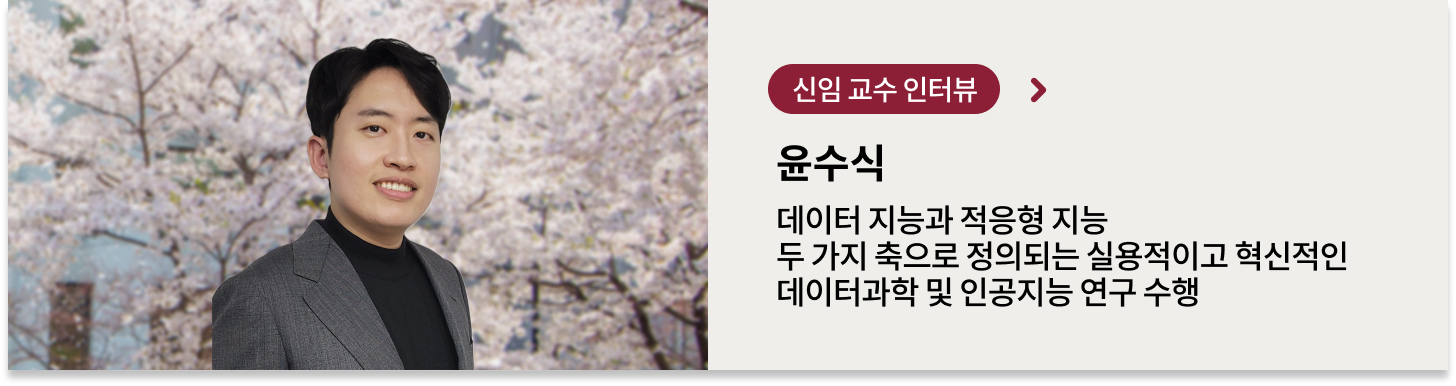 신임 교수 인터뷰
윤수식
데이터 지능과 적응형 지능
두 가지 축으로 정의되는 실용적이고 혁신적인
데이터과학 및 인공지능 연구 수행